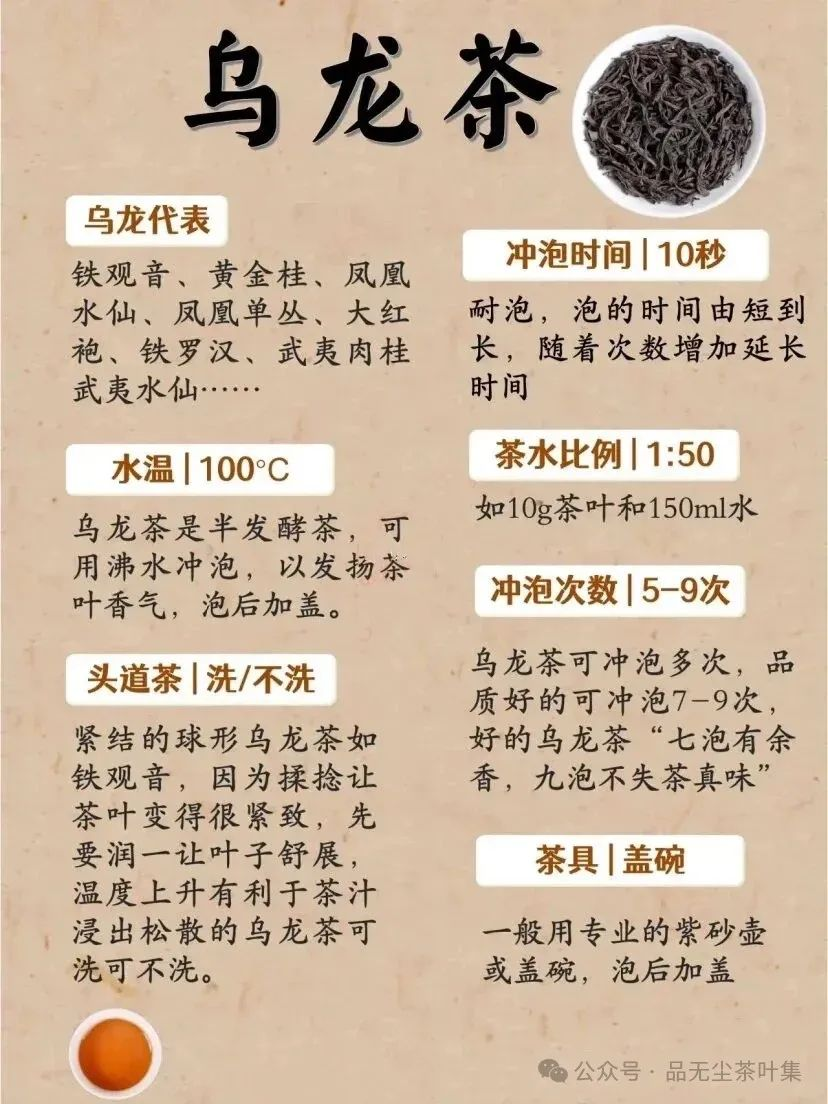 乌龙茶
乌龙代表
铁观音、黄金桂、凤凰
水仙、凤凰单丛、大红
袍、铁罗汉、武夷肉桂
武夷水仙……
水温|100°C
乌龙茶是半发酵茶，可
用沸水冲泡，以发扬茶
叶香气，泡后加盖。
头道茶|洗/不洗
紧结的球形乌龙茶如
铁观音，因为揉捻让
茶叶变得很紧致，先
要润一让叶子舒展，
温度上升有利于茶汁
浸出松散的乌龙茶可
洗可不洗。
冲泡时间|10秒
耐泡，泡的时间由短到
长，随着次数增加延长
时间
茶水比例|1:50
如10g茶叶和150ml水
冲泡次数|5-9次
乌龙茶可冲泡多次，品
质好的可冲泡7-9次，
好的乌龙茶“七泡有余
香，九泡不失茶真味”
茶具|盖碗
一般用专业的紫砂壶
或盖碗，泡后加盖
公众号·品无尘茶叶集